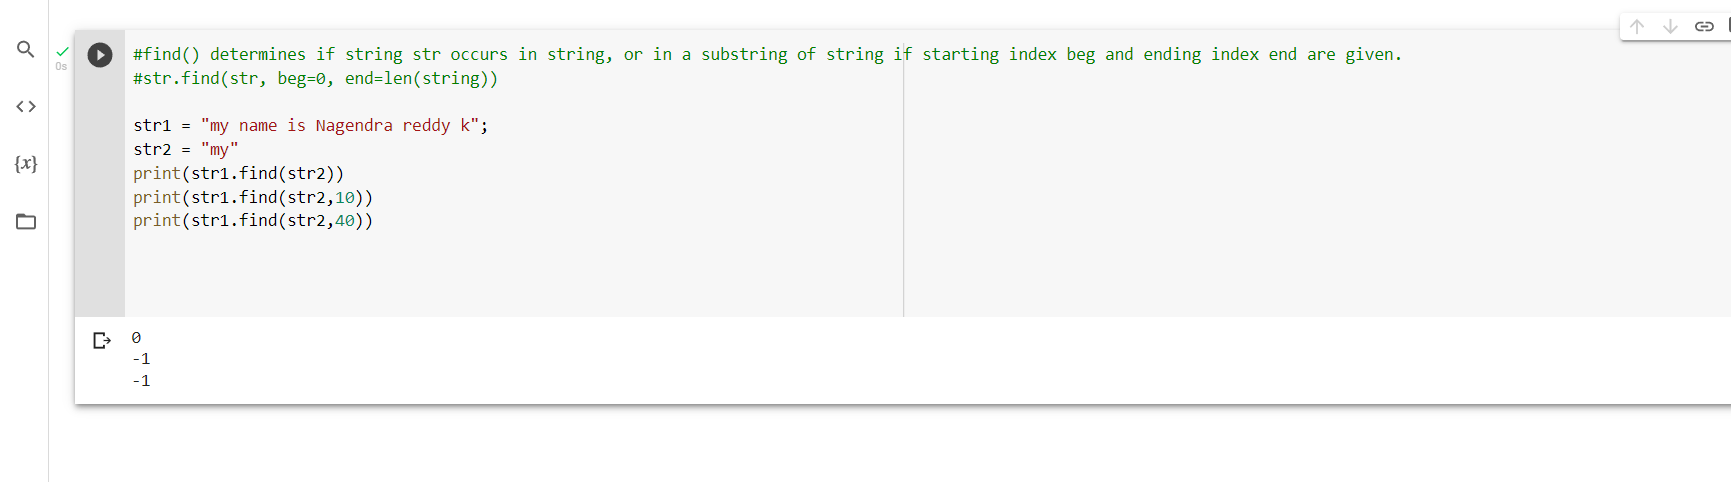 #find() determines if string str occurs in string, or in a substring of string if starting index beg and ending index end are given.
#str.find(str, beg=0, end=len(string))
str1 = "my name is Nagendra reddy k";
str2 = "my"
print(str1.find(str2))
print(str1.find(str2,10))
print(str1.find(str2,40))
0s
{x}
0
-1
-1